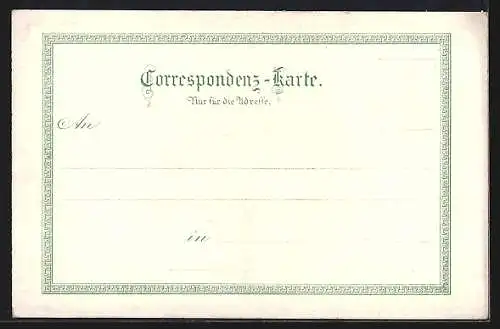 Correspondenz-Karte.
Nur für die Adresse.
An
in